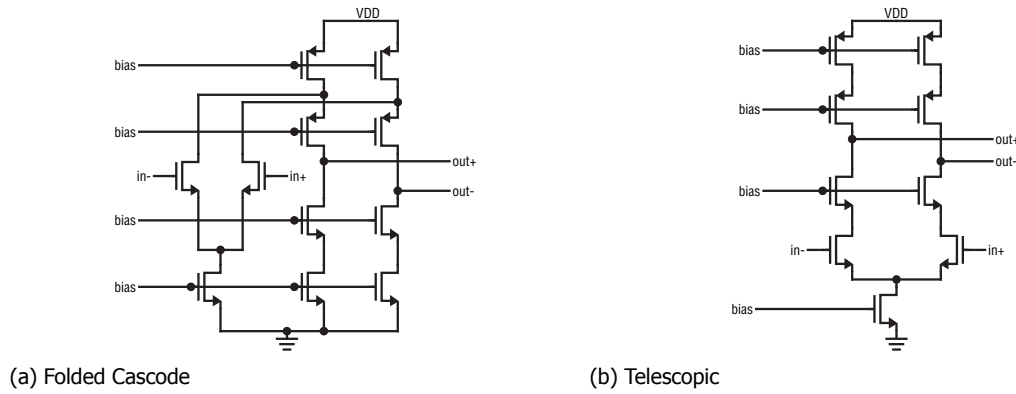 VDD
bias
bias
in-
in+
out+
out-
bias
bias
(a) Folded Cascode
VDD
bias
bias
out+
out-
bias
in-
in+
bias
(b) Telescopic